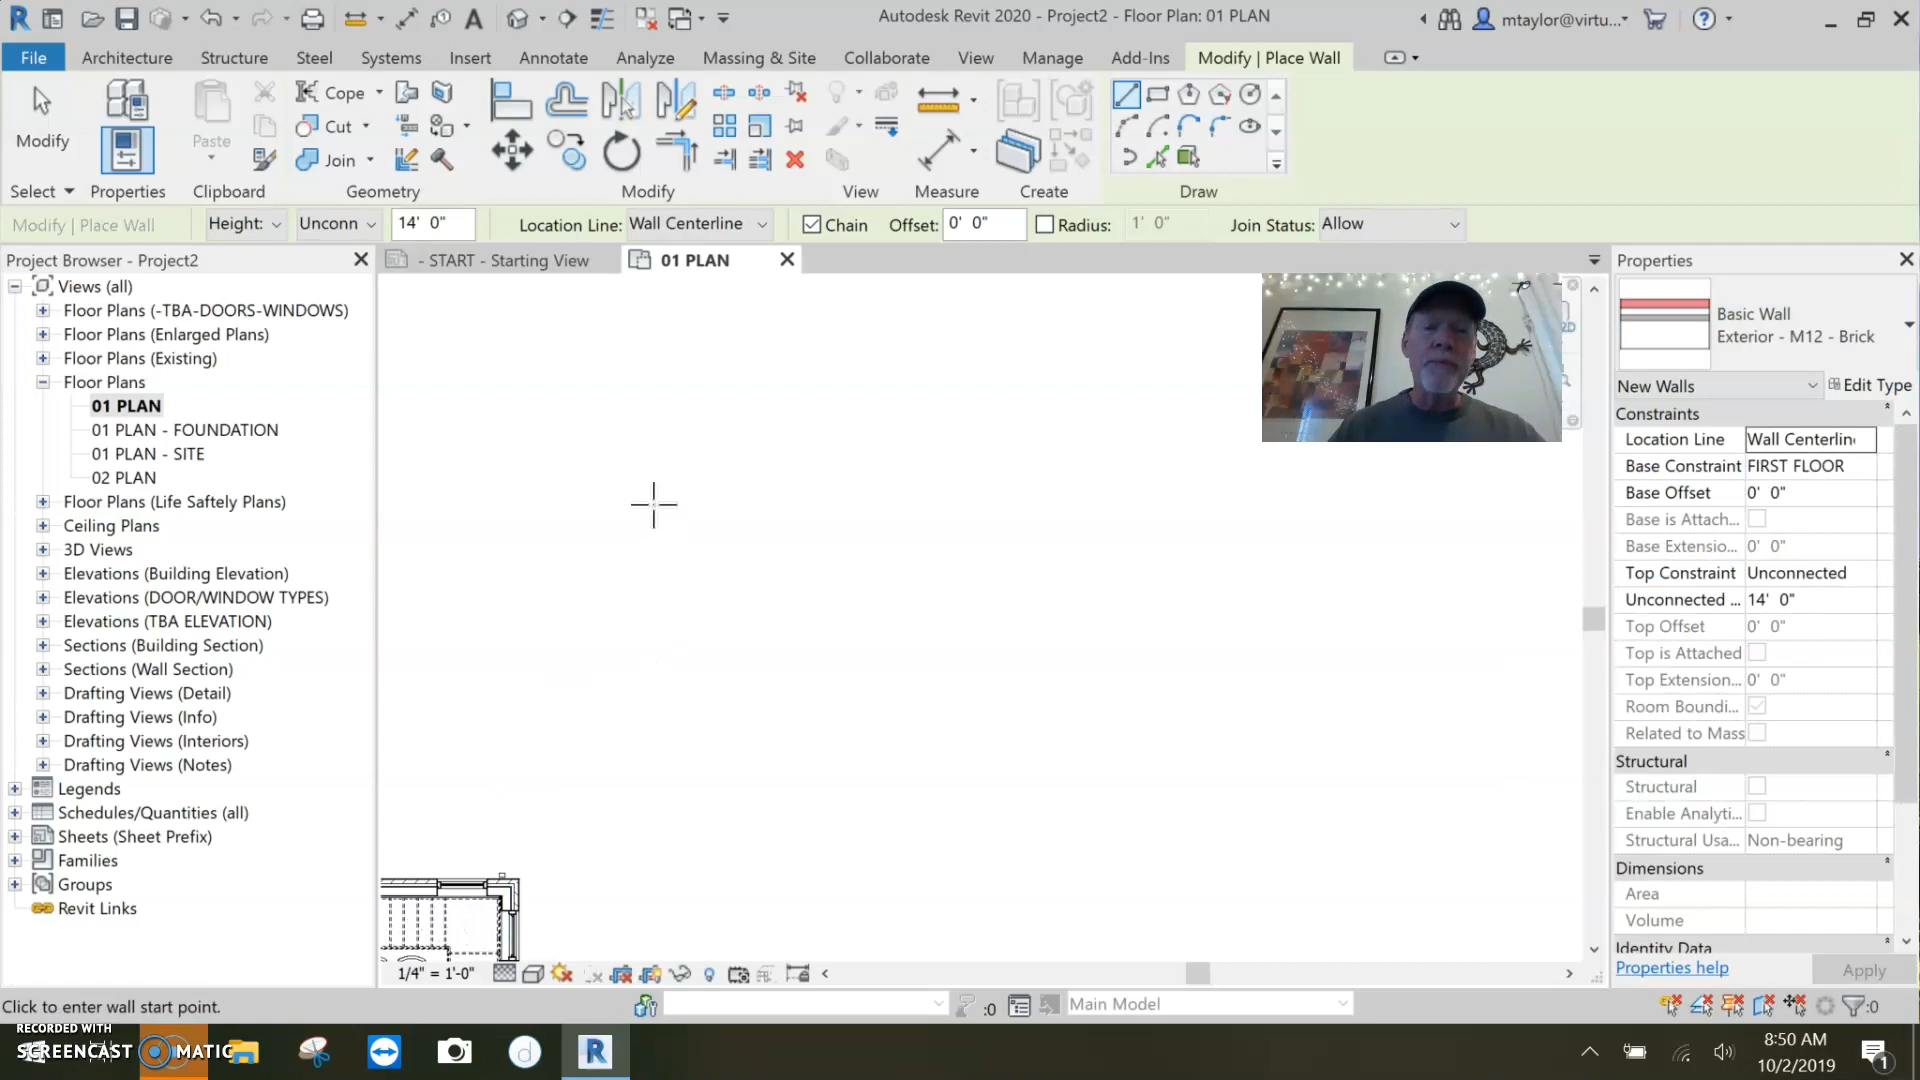 Autodesk Revit 2020 - Project2 - Floor Plan: 01 PLAN
mtaylor@virtu...
File Architecture Structure Steel Systems Insert Annotate Analyze Massing & Site Collaborate View Manage Add-Ins Modify | Place Wall
Modify
Paste
Cope
Cut
Join
Select Properties Clipboard Geometry Modify View Measure Create Draw
Modify | Place Wall Height: Unconn 14' 0" Location Line: Wall Centerline Chain Offset: 0' 0" Radius: 1' 0" Join Status: Allow
Project Browser - Project2
- START - Starting View
01 PLAN
Views (all)
Floor Plans (-TBA-DOORS-WINDOWS)
Floor Plans (Enlarged Plans)
Floor Plans (Existing)
Floor Plans
01 PLAN
01 PLAN - FOUNDATION
01 PLAN - SITE
02 PLAN
Floor Plans (Life Saftely Plans)
Ceiling Plans
3D Views
Elevations (Building Elevation)
Elevations (DOOR/WINDOW TYPES)
Elevations (TBA ELEVATION)
Sections (Building Section)
Sections (Wall Section)
Drafting Views (Detail)
Drafting Views (Info)
Drafting Views (Interiors)
Drafting Views (Notes)
Legends
Schedules/Quantities (all)
Sheets (Sheet Prefix)
Families
Groups
Revit Links
Properties
Basic Wall
Exterior - M12 - Brick
New Walls Edit Type
Constraints
Location Line Wall Centerlin
Base Constraint FIRST FLOOR
Base Offset 0' 0"
Base is Attach...
Base Extensio... 0' 0"
Top Constraint Unconnected
Unconnected ... 14' 0"
Top Offset 0' 0"
Top is Attached
Top Extension... 0' 0"
Room Boundi...
Related to Mass
Structural
Structural
Enable Analyti...
Structural Usa... Non-bearing
Dimensions
Area
Volume
Identity Data
Properties help Apply
1/4" = 1'-0"
Click to enter wall start point.
:0
Main Model
:0
RECORDED WITH
SCREENCAST MATIC
8:50 AM
10/2/2019
1